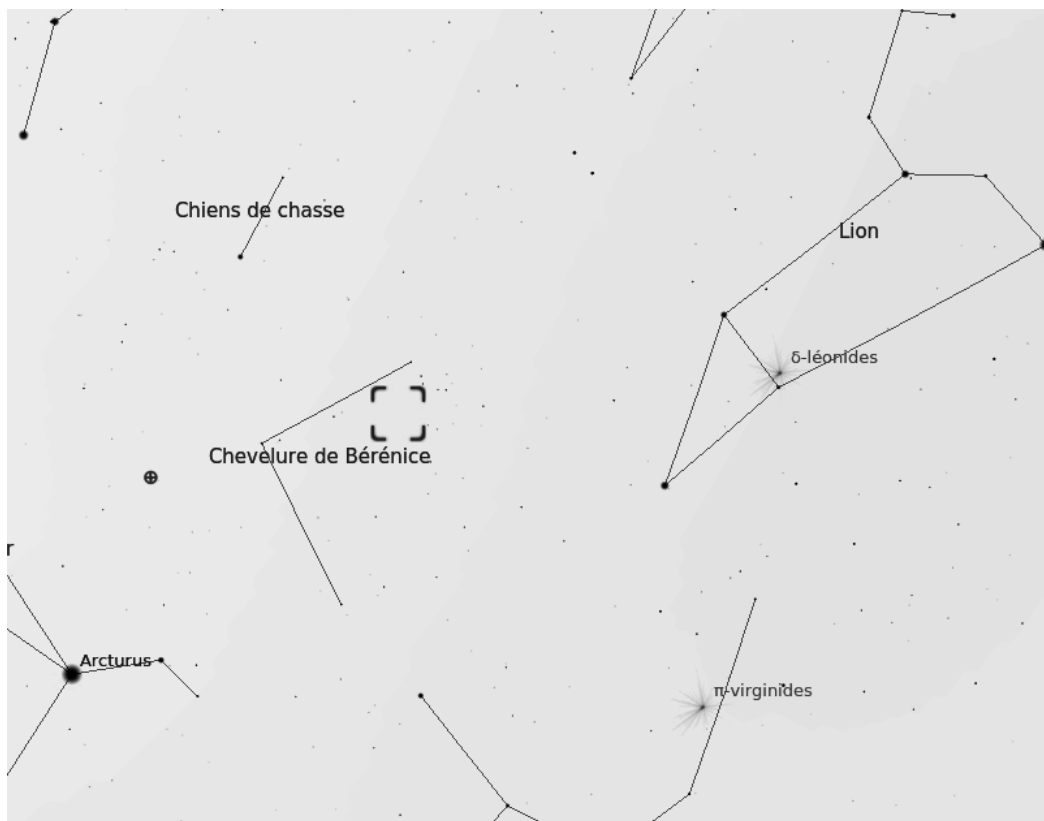 Chiens de chasse
Lion
δ-léonides
Chevelure de Bérénice
r
Arcturus
π-virginides